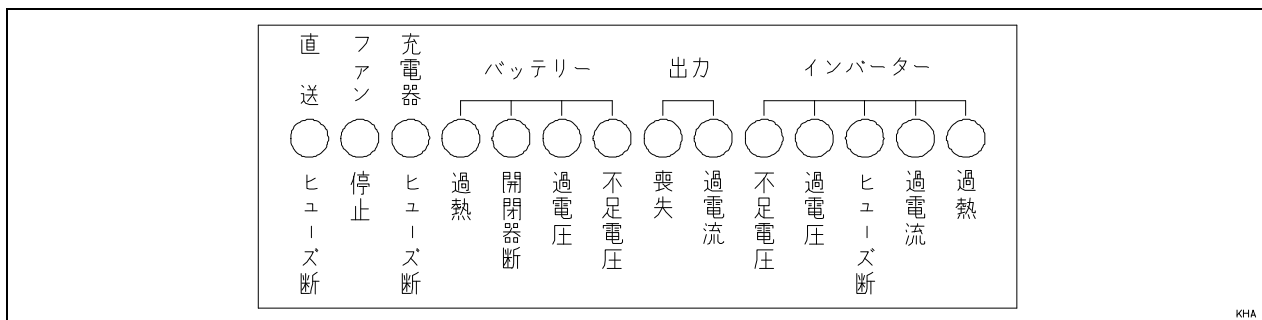 直送
ファン
充電器
バッテリー
出力
インバーター
ヒューズ断
停止
ヒューズ断
過熱
開閉器断
過電圧
不足電圧
喪失
過電流
不足電圧
過電圧
ヒューズ断
過電流
過熱
KHA